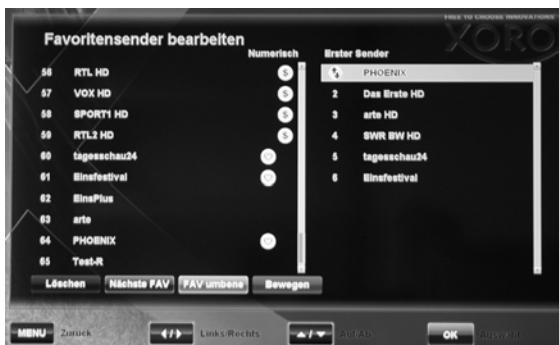 FREE TO CHOOSE INNOVATIONS
XORO
Favoritensender bearbeiten
Numerisch
Erster Sender
56 RTL HD $
57 VOX HD $
58 SPORT1 HD $
59 RTL2 HD $
60 tagesschau24
61 Einsfestival
62 EinsPlus
63 arte
64 PHOENIX
65 Test-R
PHOENIX
2 Das Erste HD
3 arte HD
4 SWR BW HD
5 tagesschau24
6 Einsfestival
Löschen Nächste FAV FAV umbene Bewegen
MENU Zurück Links/Rechts Auf/Ab OK Auswahl